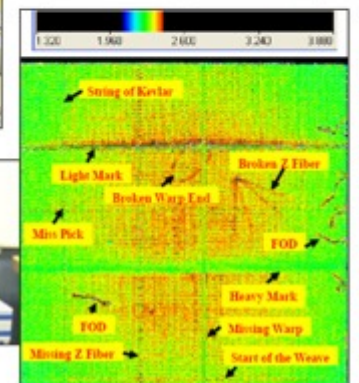 1.320 1.960 2.600 3.240 3.880
String of Kevlar
Light Mark
Broken Z Fiber
Broken Warp End
Miss Pick
FOD
Heavy Mark
FOD
Missing Warp
Missing Z Fiber
Start of the Weave